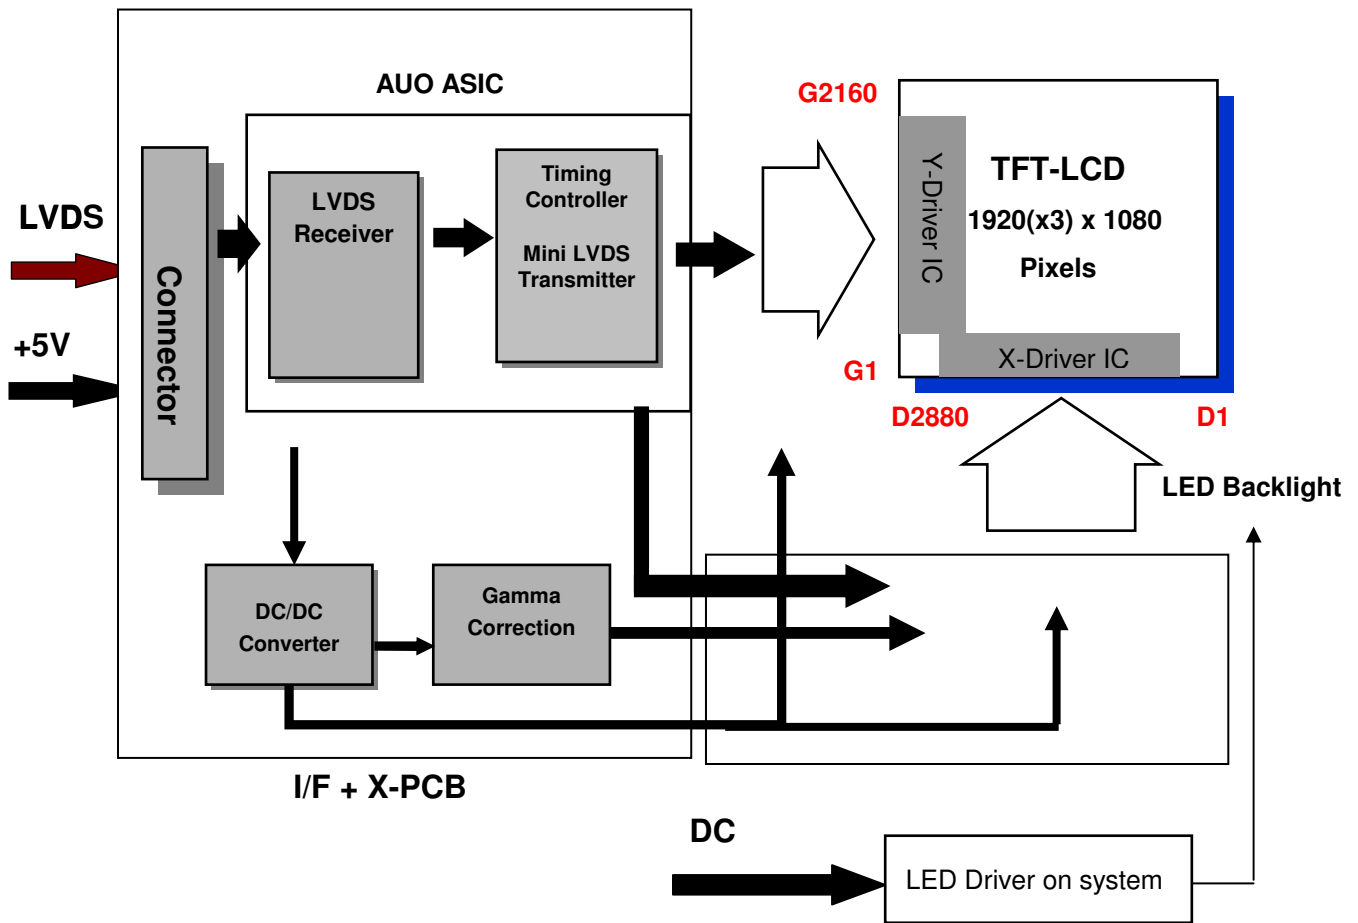 AUO ASIC
G2160
LVDS
+5V
Connector
LVDS
Receiver
Timing
Controller
Mini LVDS
Transmitter
Y-Driver IC
TFT-LCD
1920(x3) x 1080
Pixels
X-Driver IC
G1
D2880
D1
LED Backlight
DC/DC
Converter
Gamma
Correction
I/F + X-PCB
DC
LED Driver on system